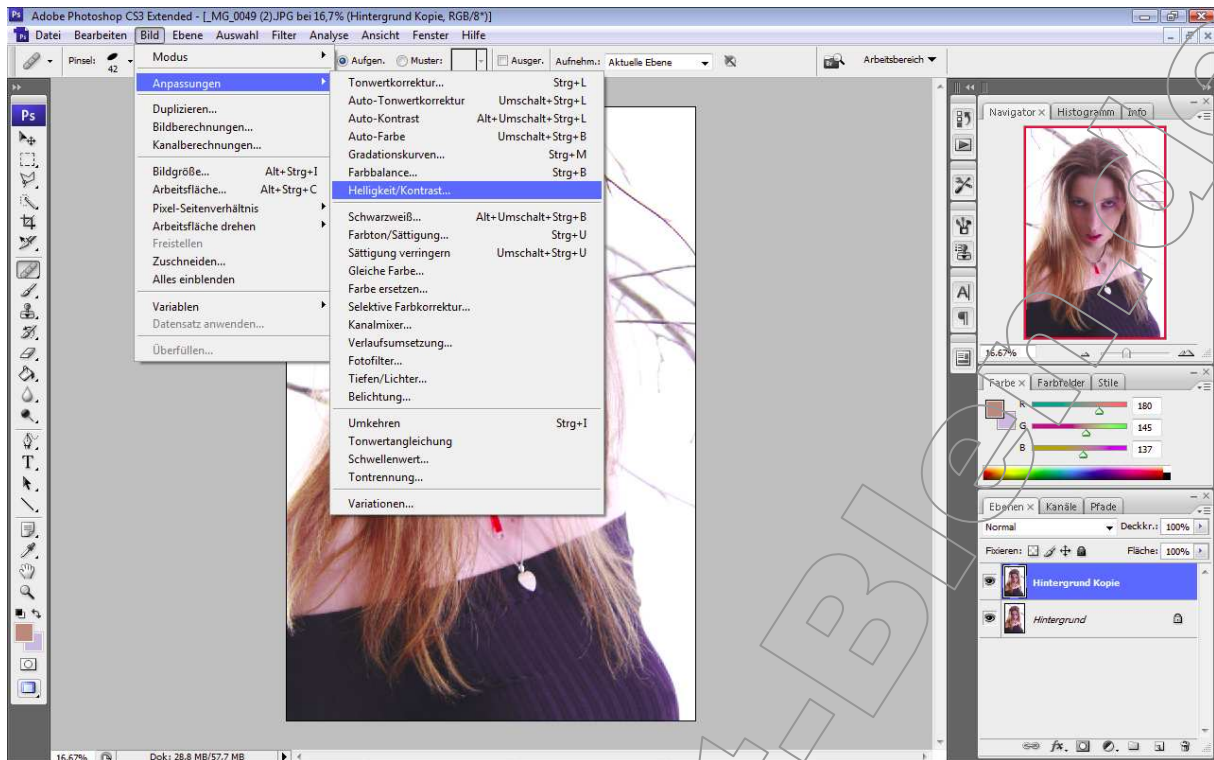 Ps Adobe Photoshop CS3 Extended - [_MG_0049 (2).JPG bei 16,7% (Hintergrund Kopie, RGB/8*)]
Datei Bearbeiten Bild Ebene Auswahl Filter Analyse Ansicht Fenster Hilfe
Pinsel: 42 Aufgen. Muster: Ausger. Aufnehm.: Aktuelle Ebene Arbeitsbereich
Modus
Anpassungen
Duplizieren...
Bildberechnungen...
Kanalberechnungen...
Bildgröße... Alt+Strg+I
Arbeitsfläche... Alt+Strg+C
Pixel-Seitenverhältnis
Arbeitsfläche drehen
Freistellen
Zuschneiden...
Alles einblenden
Variablen
Datensatz anwenden...
Überfüllen...
Tonwertkorrektur... Strg+L
Auto-Tonwertkorrektur Umschalt+Strg+L
Auto-Kontrast Alt+Umschalt+Strg+L
Auto-Farbe Umschalt+Strg+B
Gradationskurven... Strg+M
Farbbalance... Strg+B
Helligkeit/Kontrast...
Schwarzweiß... Alt+Umschalt+Strg+B
Farbton/Sättigung... Strg+U
Sättigung verringern Umschalt+Strg+U
Gleiche Farbe...
Farbe ersetzen...
Selektive Farbkorrektur...
Kanalmixer...
Verlaufsumsetzung...
Fotofilter...
Tiefen/Lichter...
Belichtung...
Umkehren Strg+I
Tonwertangleichung
Schwellenwert...
Tontrennung...
Variationen...
Ps
Navigator × Histogramm Info
16.67%
Farbe × Farbfelder Stile
R 180
G 145
B 137
Ebenen × Kanäle Pfade
Normal Deckkr.: 100%
Fixieren: Fläche: 100%
Hintergrund Kopie
Hintergrund
16.67% Dok: 28,8 MB/57,7 MB